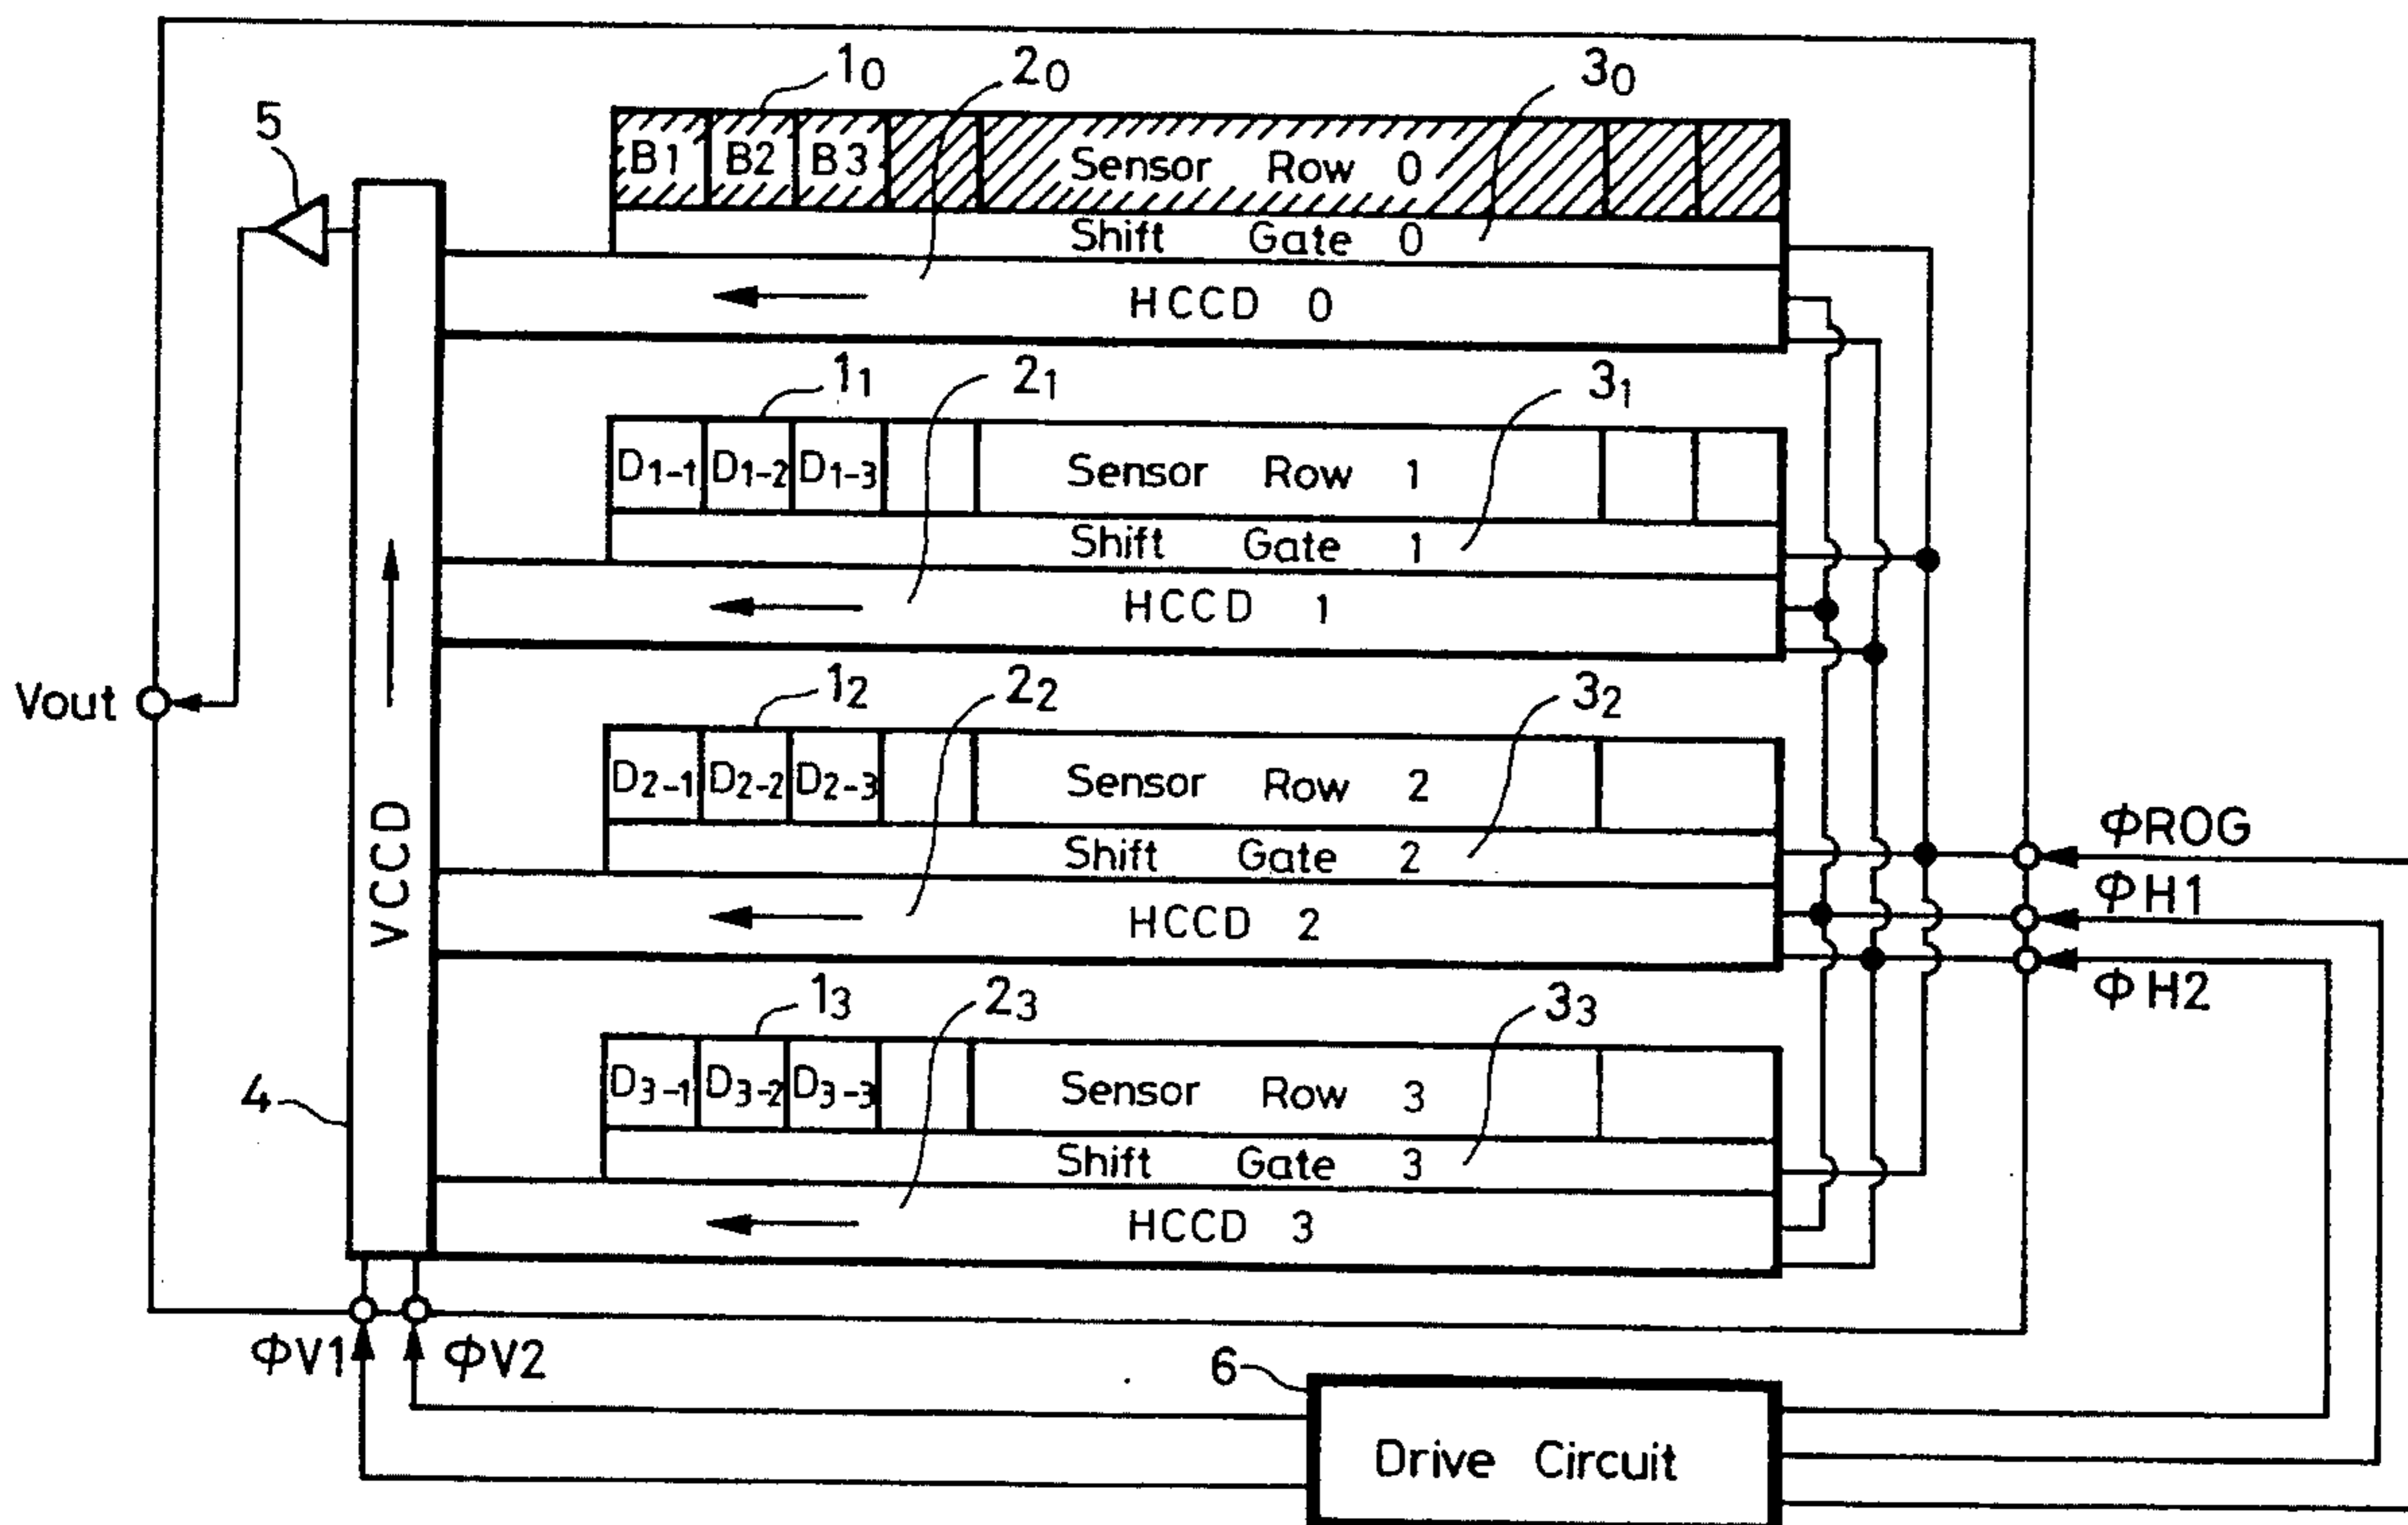 1₀ 2₀ 3₀
5
B1 B2 B3 Sensor Row 0
Shift Gate 0
HCCD 0
1₁ 2₁ 3₁
D₁₋₁ D₁₋₂ D₁₋₃ Sensor Row 1
Shift Gate 1
HCCD 1
1₂ 2₂ 3₂
Vout
D₂₋₁ D₂₋₂ D₂₋₃ Sensor Row 2
Shift Gate 2
HCCD 2
VCCD
ΦROG
ΦH1
ΦH2
1₃ 2₃ 3₃
D₃₋₁ D₃₋₂ D₃₋₃ Sensor Row 3
Shift Gate 3
HCCD 3
4
ΦV1 ΦV2
6
Drive Circuit